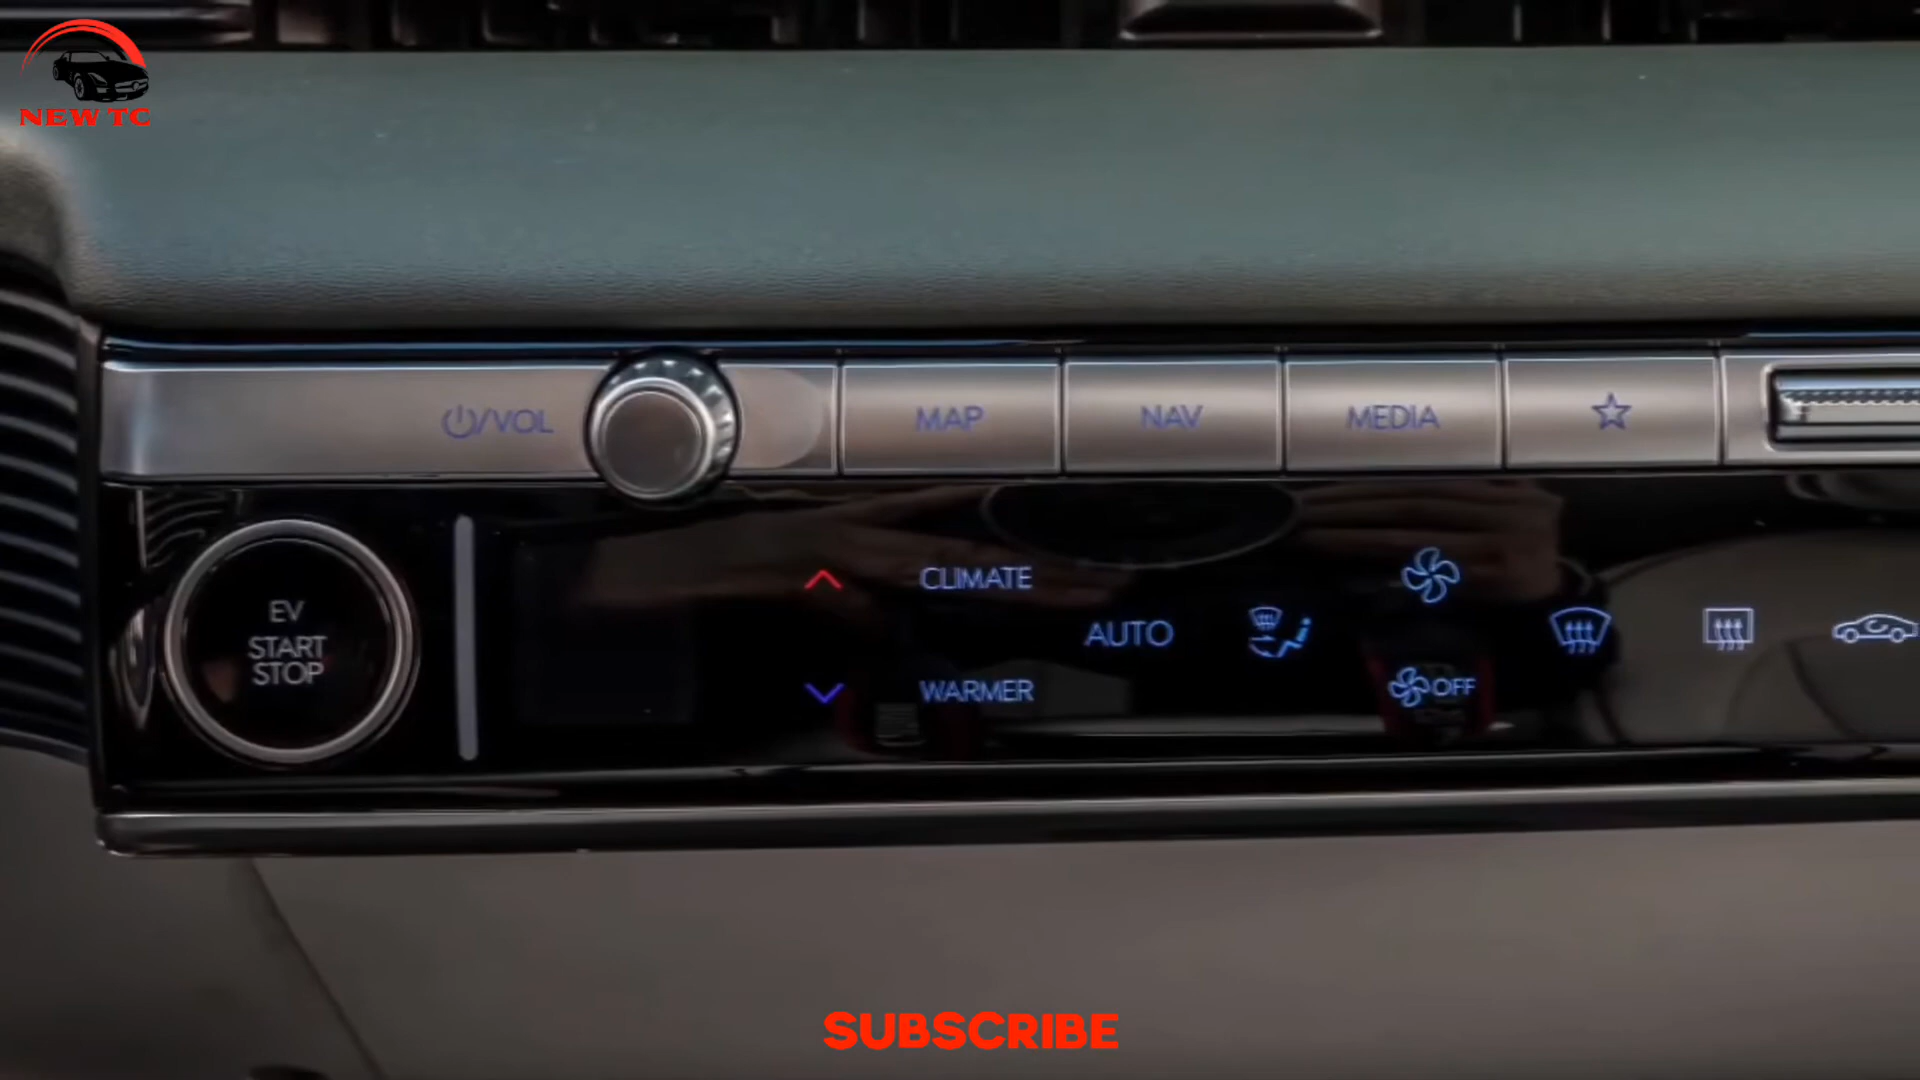 NEW TC
/VOL
MAP
NAV
MEDIA
EV
START
STOP
CLIMATE
AUTO
WARMER
OFF
SUBSCRIBE